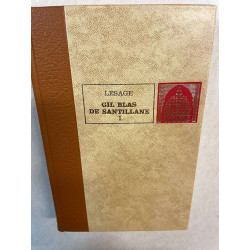 LESAGE
GIL BLAS
DE SANTILLANE
I.